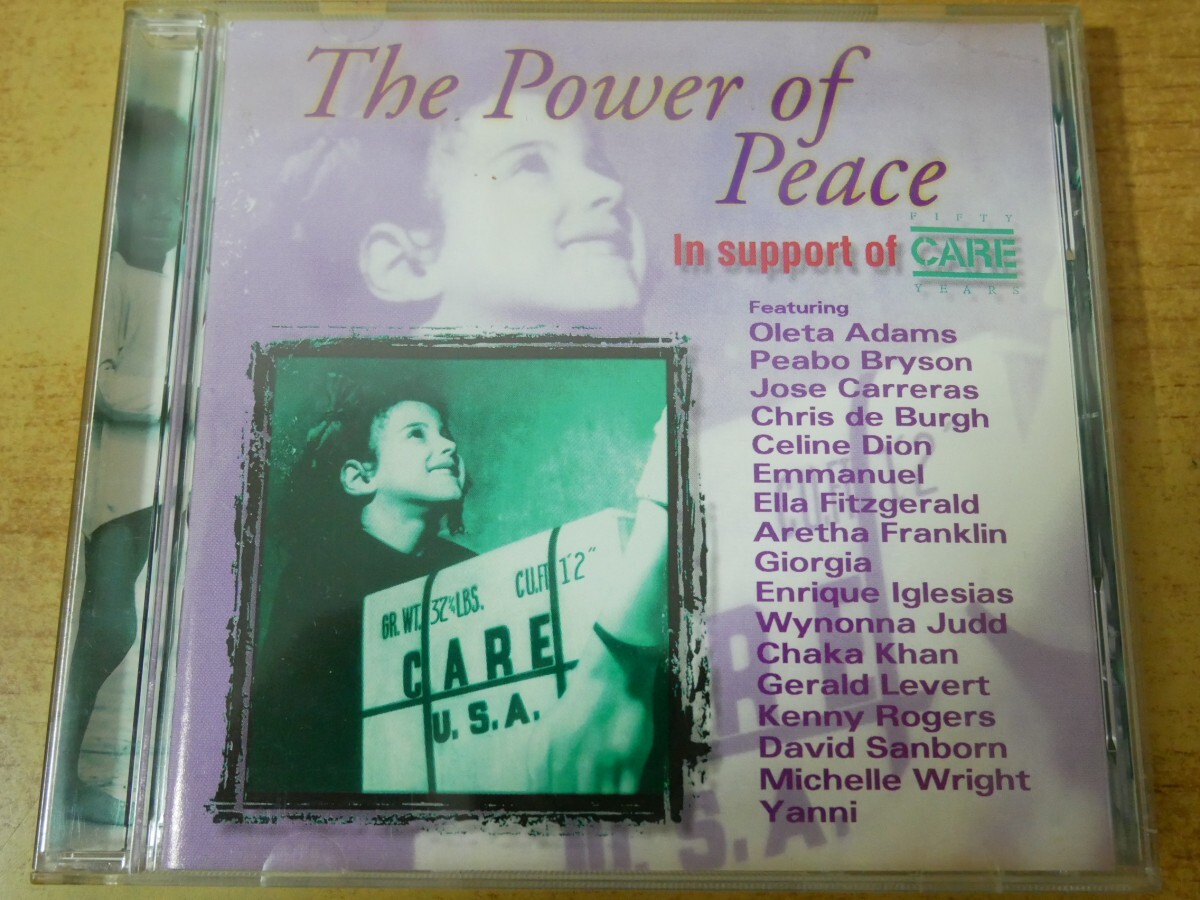 The Power of
Peace
In support of
FIFTY
CARE
YEARS
Featuring
Oleta Adams
Peabo Bryson
Jose Carreras
Chris de Burgh
Celine Dion
Emmanuel
Ella Fitzgerald
Aretha Franklin
Giorgia
Enrique Iglesias
Wynonna Judd
Chaka Khan
Gerald Levert
Kenny Rogers
David Sanborn
Michelle Wright
Yanni
GR. WT. 32¼ LBS. CU.FT. 1'2"
CARE
U.S.A.